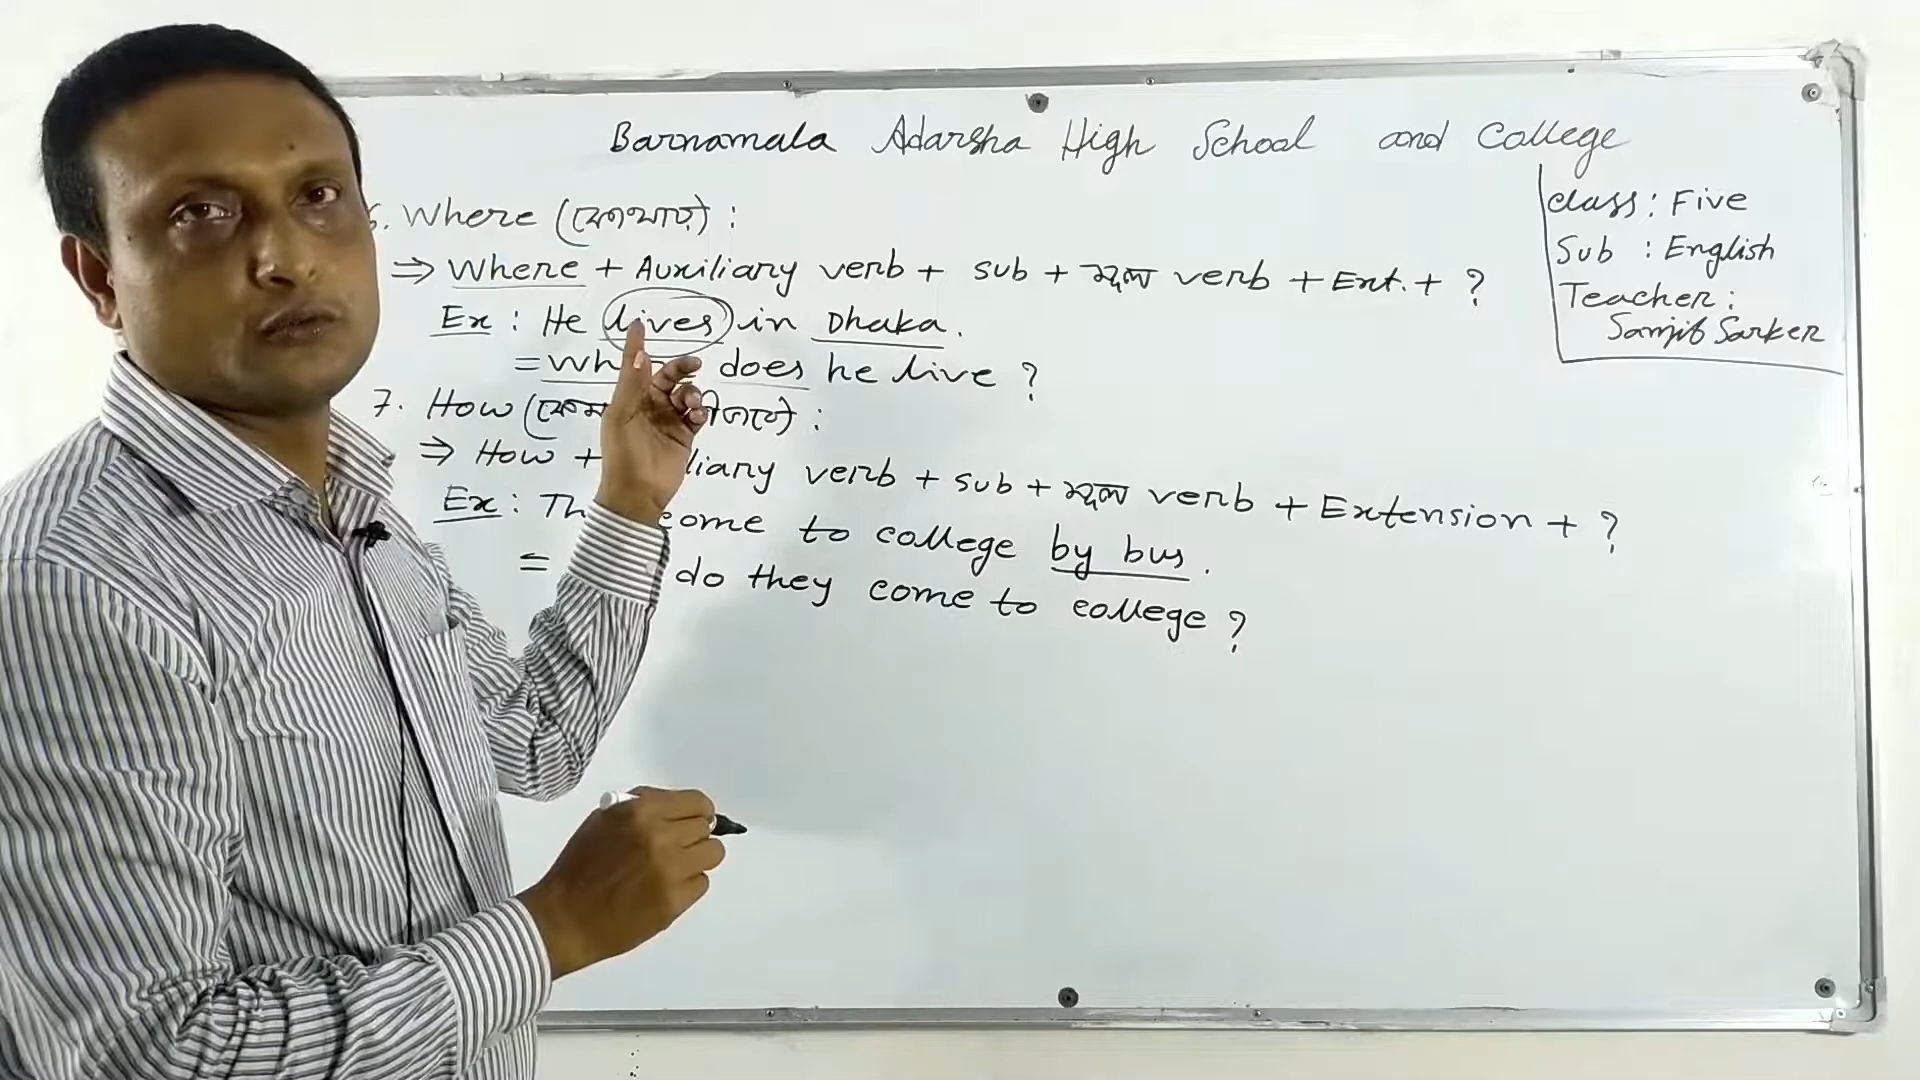 Barnamala Adarsha High School and College
Class: Five
Sub : English
Teacher:
Sanjit Sarker
6. Where (কোথায়) :
⇒ Where + Auxiliary verb + sub + মূল verb + Ext. + ?
Ex : He lives in Dhaka.
= does he live ?
7. How :
⇒ How + verb + sub + মূল verb + Extension + ?
Ex : come to college by bus.
= do they come to college ?